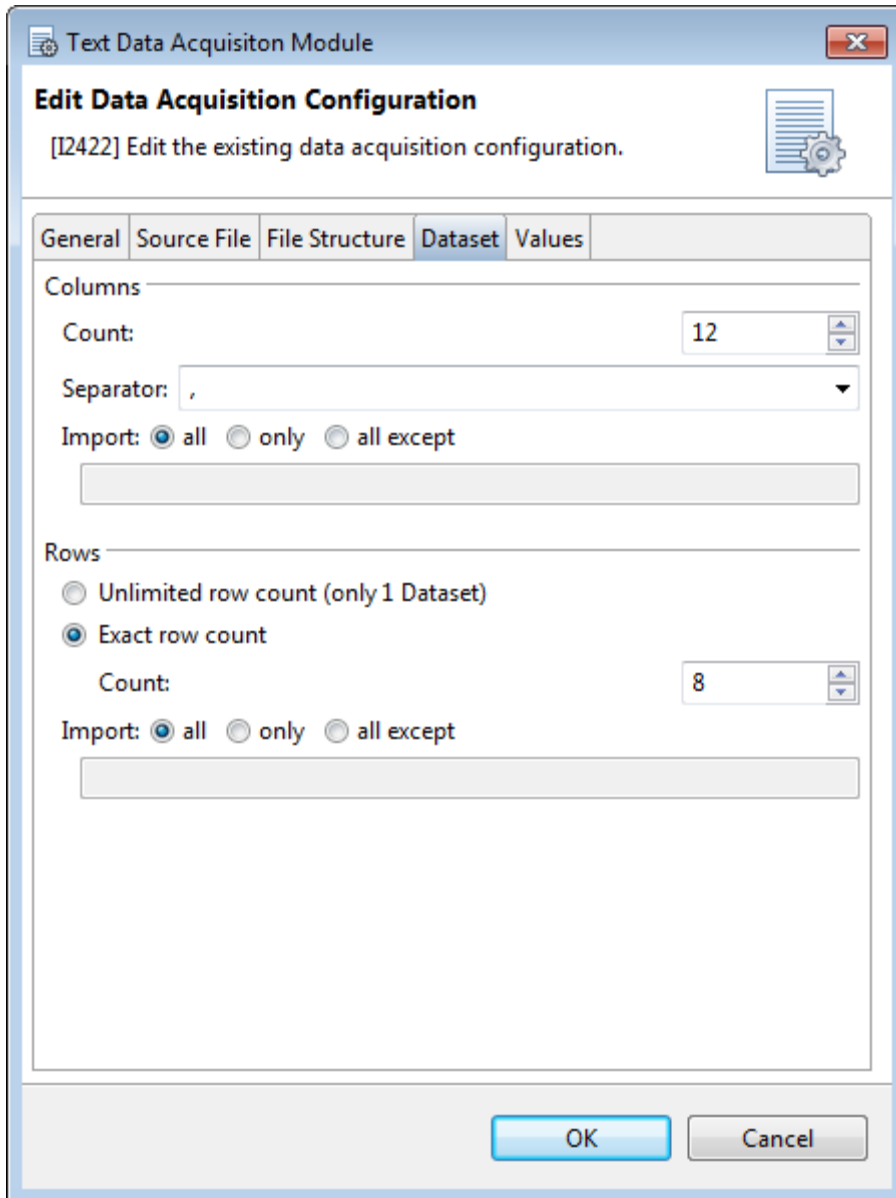 Text Data Acquisiton Module
Edit Data Acquisition Configuration
[I2422] Edit the existing data acquisition configuration.
General Source File File Structure Dataset Values
Columns
Count: 12
Separator: ,
Import: all only all except
Rows
Unlimited row count (only 1 Dataset)
Exact row count
Count: 8
Import: all only all except
OK Cancel